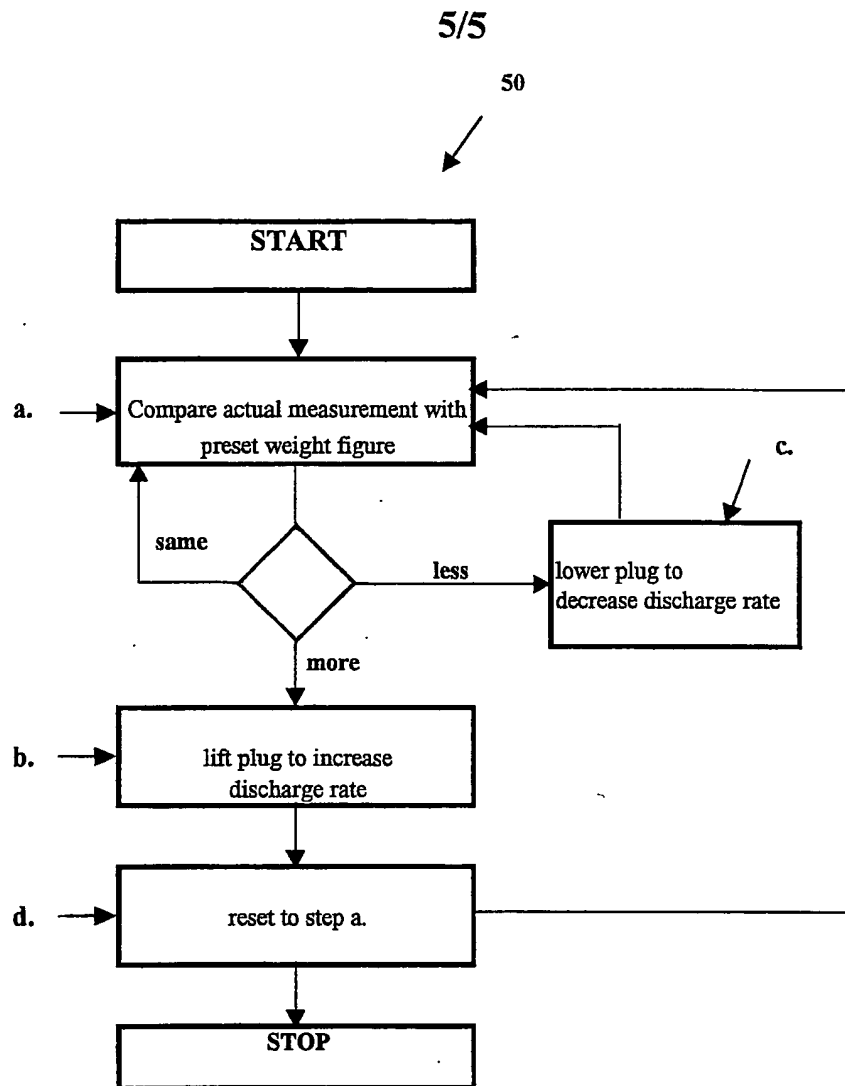 5/5
50
START
a.
Compare actual measurement with
preset weight figure
c.
same
less
lower plug to
decrease discharge rate
more
b.
lift plug to increase
discharge rate
d.
reset to step a.
STOP